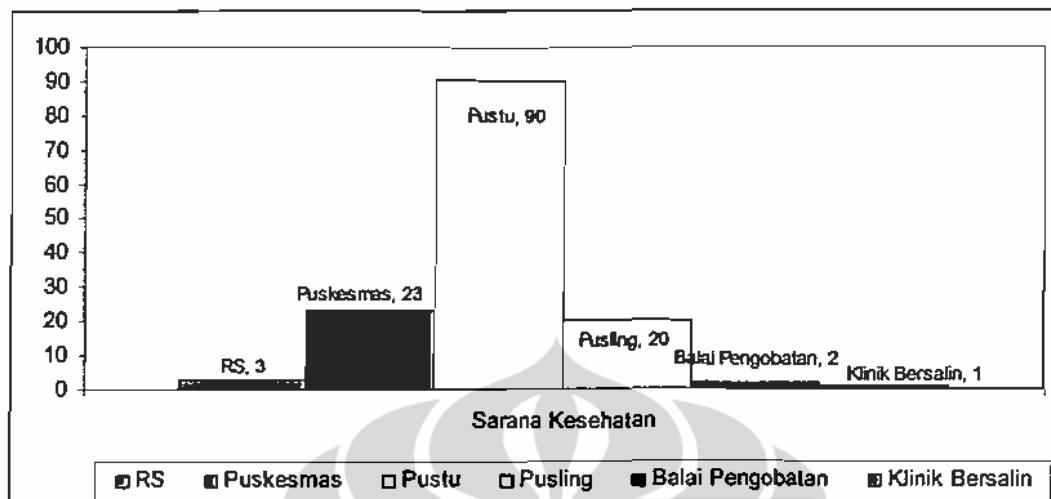 100
90
80
70
60
50
40
30
20
10
0
Pustu, 90
Puskesmas, 23
Pusling, 20
RS, 3
Balai Pengobatan, 2
Klinik Bersalin, 1
Sarana Kesehatan
RS Puskesmas Pustu Pusling Balai Pengobatan Klinik Bersalin